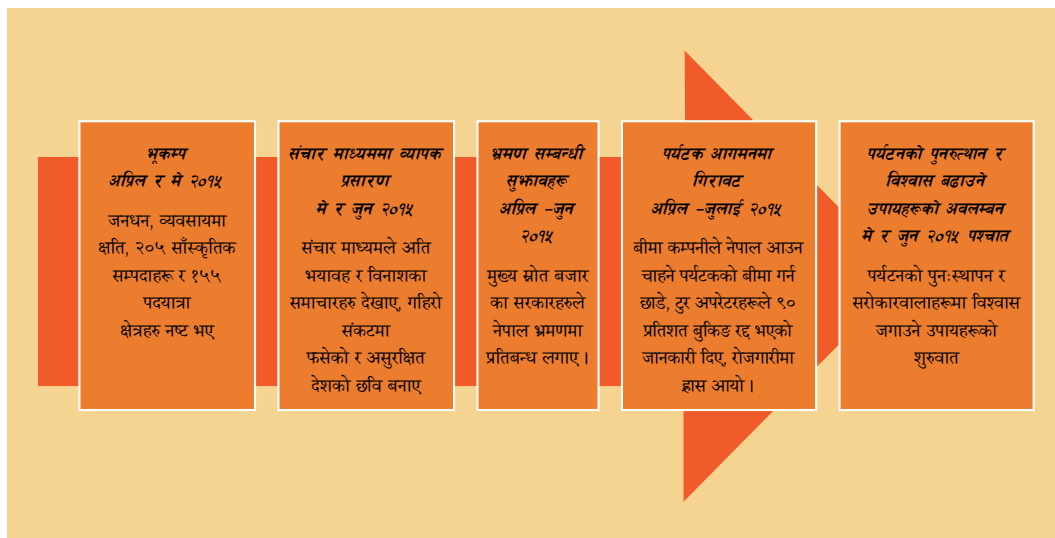 भूकम्प
अप्रिल र मे २०१५
जनधन, व्यवसायमा
क्षति, २०५ साँस्कृतिक
सम्पदाहरू र १५५
पदयात्रा
क्षेत्रहरु नष्ट भए
संचार माध्यममा व्यापक
प्रसारण
मे र जुन २०१५
संचार माध्यमले अति
भयावह र विनाशका
समाचारहरु देखाए, गहिरो
संकटमा
फसेको र असुरक्षित
देशको छवि बनाए
भ्रमण सम्बन्धी
सुझावहरू
अप्रिल –जुन
२०१५
मुख्य स्रोत बजार
का सरकारहरुले
नेपाल भ्रमणमा
प्रतिबन्ध लगाए ।
पर्यटक आगमनमा
गिरावट
अप्रिल –जुलाई २०१५
बीमा कम्पनीले नेपाल आउन
चाहने पर्यटकको बीमा गर्न
छाडे, टुर अपरेटरहरूले ९०
प्रतिशत बुकिङ रद्द भएको
जानकारी दिए, रोजगारीमा
ह्रास आयो ।
पर्यटनको पुनरुत्थान र
विश्वास बढाउने
उपायहरूको अवलम्बन
मे र जुन २०१५ पश्चात
पर्यटनको पुनःस्थापन र
सरोकारवालाहरूमा विश्वास
जगाउने उपायहरूको
शुरुवात